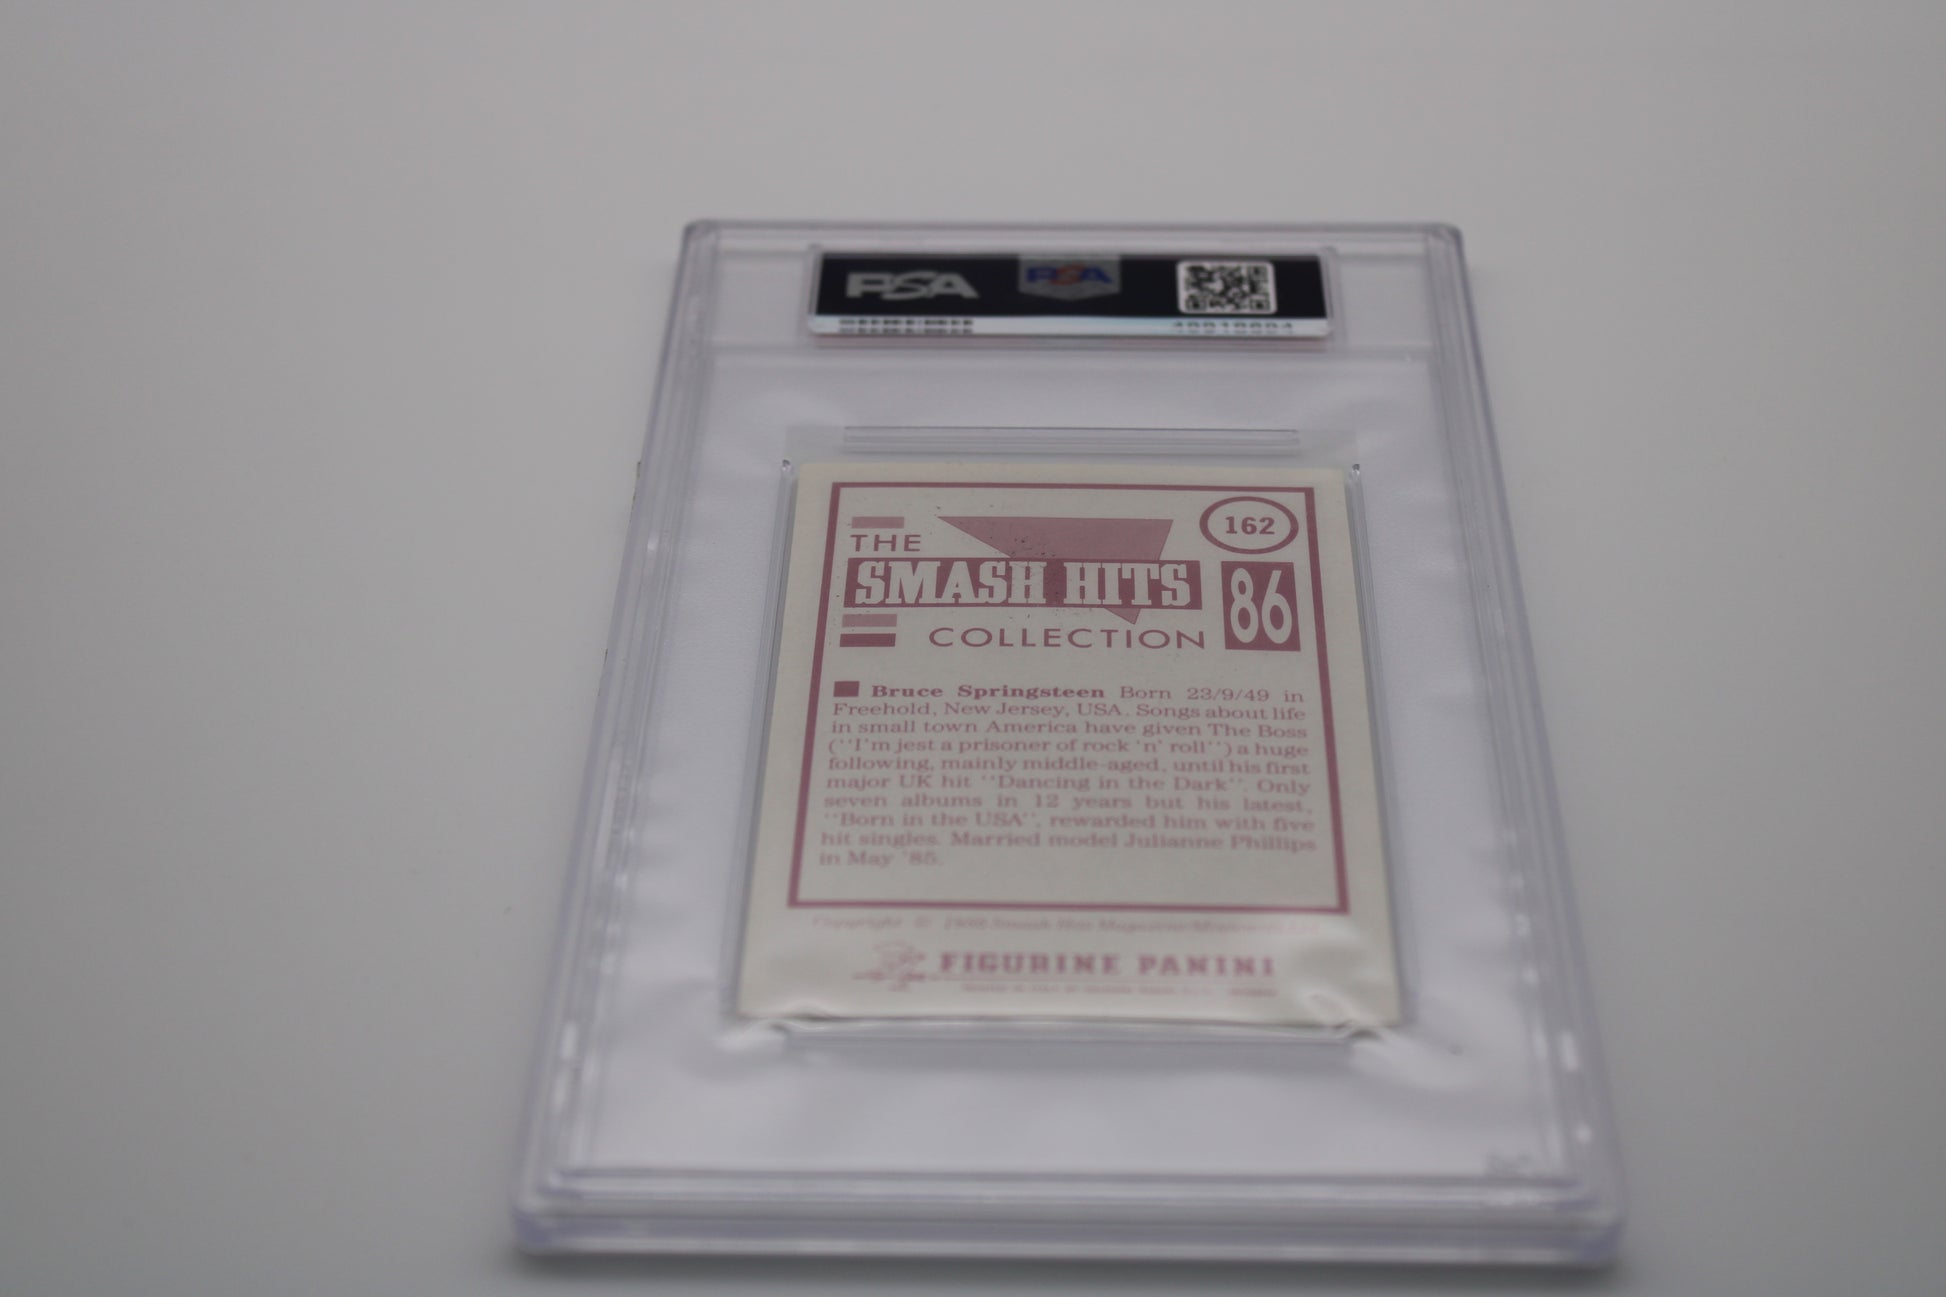 PSA
PSA
162
THE
SMASH HITS
86
COLLECTION
Bruce Springsteen Born 23/9/49 in
Freehold, New Jersey, USA. Songs about life
in small town America have given The Boss
(''I'm jest a prisoner of rock 'n' roll'') a huge
following, mainly middle-aged, until his first
major UK hit ''Dancing in the Dark''. Only
seven albums in 12 years but his latest,
''Born in the USA'', rewarded him with five
hit singles. Married model Julianne Phillips
in May '85.
Copyright © Smash Hits
FIGURINE PANINI